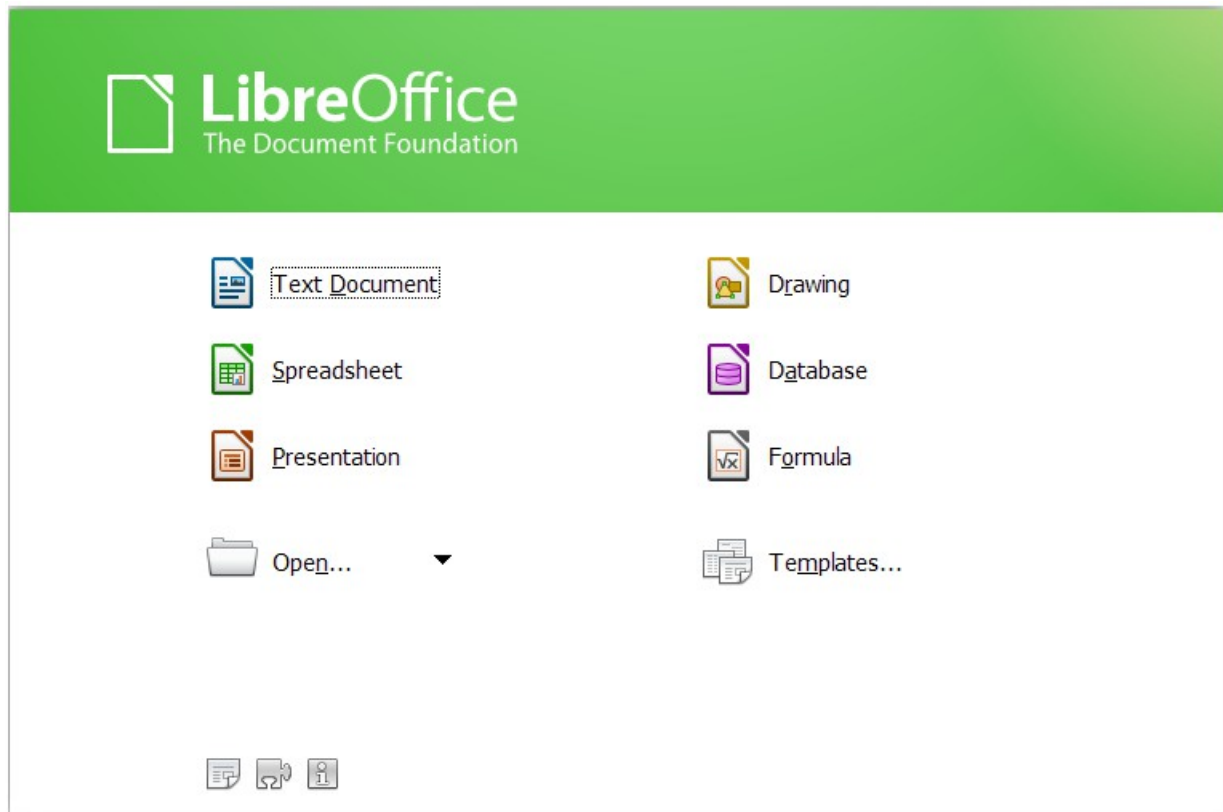 LibreOffice
The Document Foundation
Text Document
Drawing
Spreadsheet
Database
Presentation
Formula
Open...
Templates...